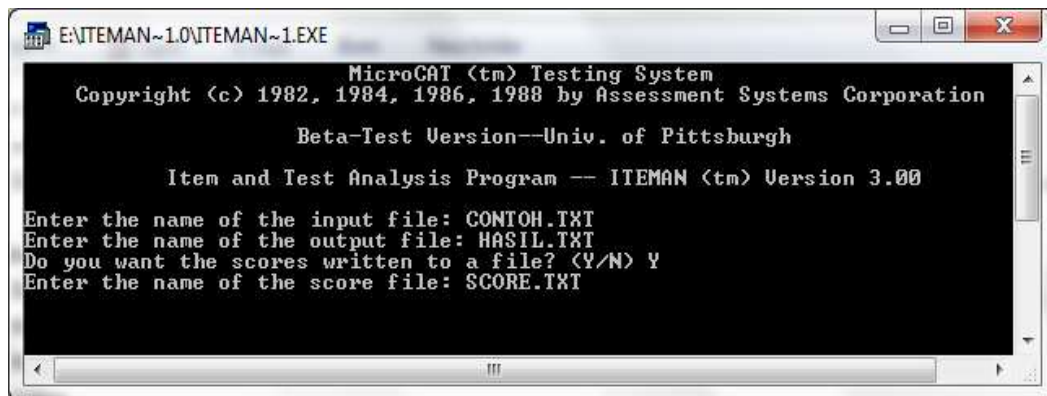 E:\ITEMAN~1.0\ITEMAN~1.EXE
MicroCAT (tm) Testing System
Copyright (c) 1982, 1984, 1986, 1988 by Assessment Systems Corporation
Beta-Test Version--Univ. of Pittsburgh
Item and Test Analysis Program -- ITEMAN (tm) Version 3.00
Enter the name of the input file: CONTOH.TXT
Enter the name of the output file: HASIL.TXT
Do you want the scores written to a file? (Y/N) Y
Enter the name of the score file: SCORE.TXT